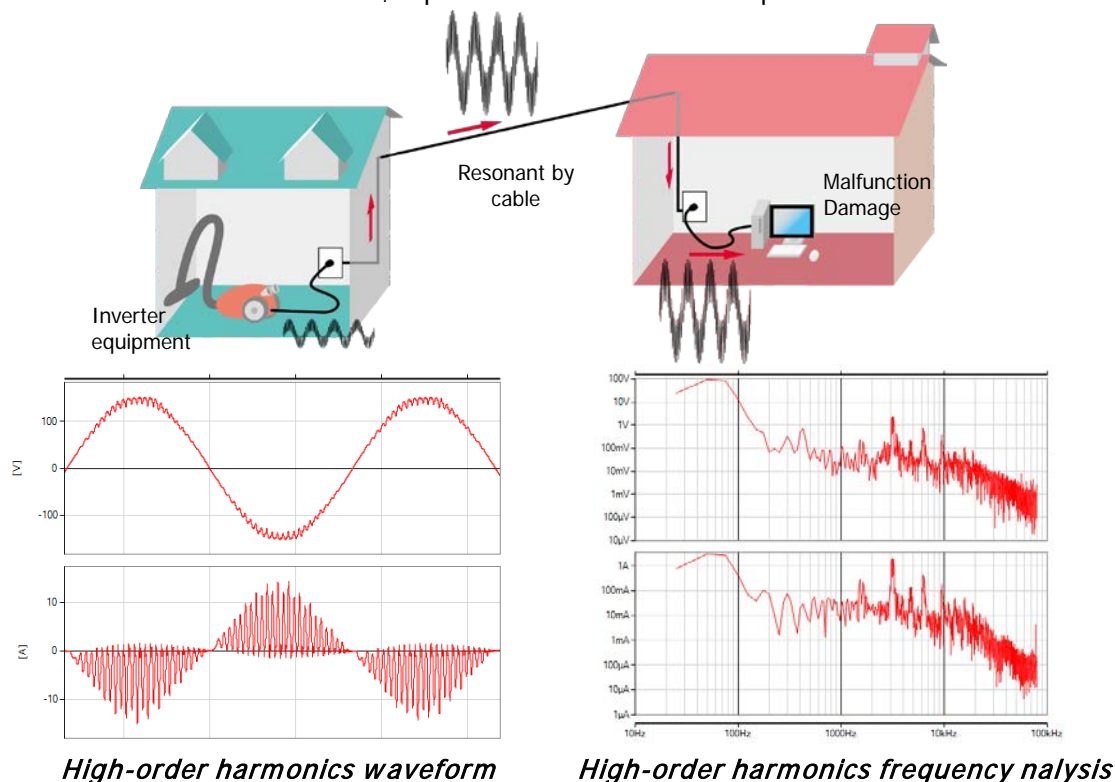 Resonant by
cable
Malfunction
Damage
Inverter
equipment
100
0
-100
[V]
10
0
-10
[A]
100V
10V
1V
100mV
10mV
1mV
100µV
10µV
1A
100mA
10mA
1mA
100µA
10µA
1µA
10Hz
100Hz
1000Hz
10kHz
100kHz
High-order harmonics waveform
High-order harmonics frequency nalysis